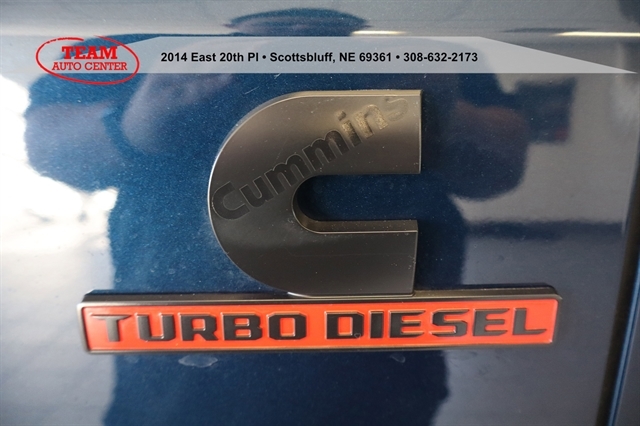 TEAM
AUTO CENTER
2014 East 20th Pl • Scottsbluff, NE 69361 • 308-632-2173
Cummins
TURBO DIESEL